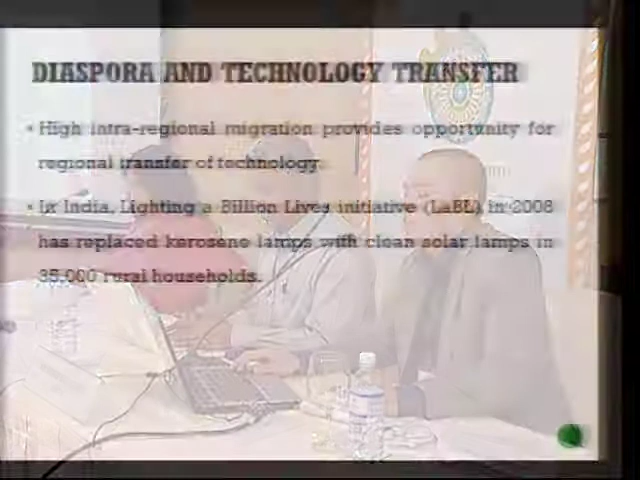 DIASPORA AND TECHNOLOGY TRANSFER
• High intra-regional migration provides opportunity for
regional transfer of technology.
• In India, Lighting a Billion Lives initiative (LaBL) in 2008
has replaced kerosene lamps with clean solar lamps in
35,000 rural households.